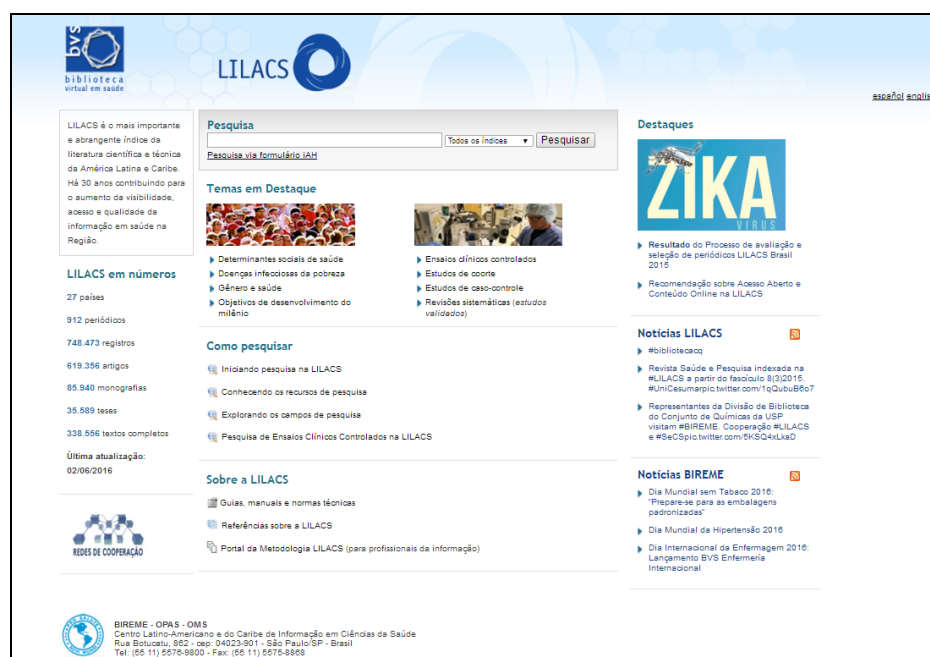 bvs
biblioteca
virtual em saúde
LILACS
español englis
LILACS é o mais importante
e abrangente índice da
literatura científica e técnica
da América Latina e Caribe.
Há 30 anos contribuindo para
o aumento da visibilidade,
acesso e qualidade da
informação em saúde na
Região.
LILACS em números
27 países
912 periódicos
748.473 registros
619.356 artigos
85.940 monografias
35.589 teses
338.556 textos completos
Última atualização:
02/06/2016
REDES DE COOPERAÇÃO
Pesquisa
Todos os índices
Pesquisar
Pesquisa via formulário iAH
Temas em Destaque
Determinantes sociais de saúde
Doenças infecciosas da pobreza
Gênero e saúde
Objetivos de desenvolvimento do
milênio
Ensaios clínicos controlados
Estudos de coorte
Estudos de caso-controle
Revisões sistemáticas (estudos
validados)
Como pesquisar
Iniciando pesquisa na LILACS
Conhecendo os recursos de pesquisa
Explorando os campos de pesquisa
Pesquisa de Ensaios Clínicos Controlados na LILACS
Sobre a LILACS
Guias, manuais e normas técnicas
Referências sobre a LILACS
Portal da Metodologia LILACS (para profissionais da informação)
Destaques
ZIKA
VIRUS
Resultado do Processo de avaliação e
seleção de periódicos LILACS Brasil
2015
Recomendação sobre Acesso Aberto e
Conteúdo Online na LILACS
Notícias LILACS
#bibliotecacq
Revista Saúde e Pesquisa indexada na
#LILACS a partir do fascículo 8(3)2015.
#UniCesumarpic.twitter.com/1qQubuB6o7
Representantes da Divisão de Biblioteca
do Conjunto de Químicas da USP
visitam #BIREME. Cooperação #LILACS
e #SeCSpic.twitter.com/5KSQ4xLkaD
Notícias BIREME
Dia Mundial sem Tabaco 2016:
"Prepare-se para as embalagens
padronizadas"
Dia Mundial da Hipertensão 2016
Dia Internacional da Enfermagem 2016:
Lançamento BVS Enfermería
Internacional
BIREME - OPAS - OMS
Centro Latino-Americano e do Caribe de Informação em Ciências da Saúde
Rua Botucatu, 862 - cep: 04023-901 - São Paulo/SP - Brasil
Tel: (55 11) 5576-9800 - Fax: (55 11) 5575-8868